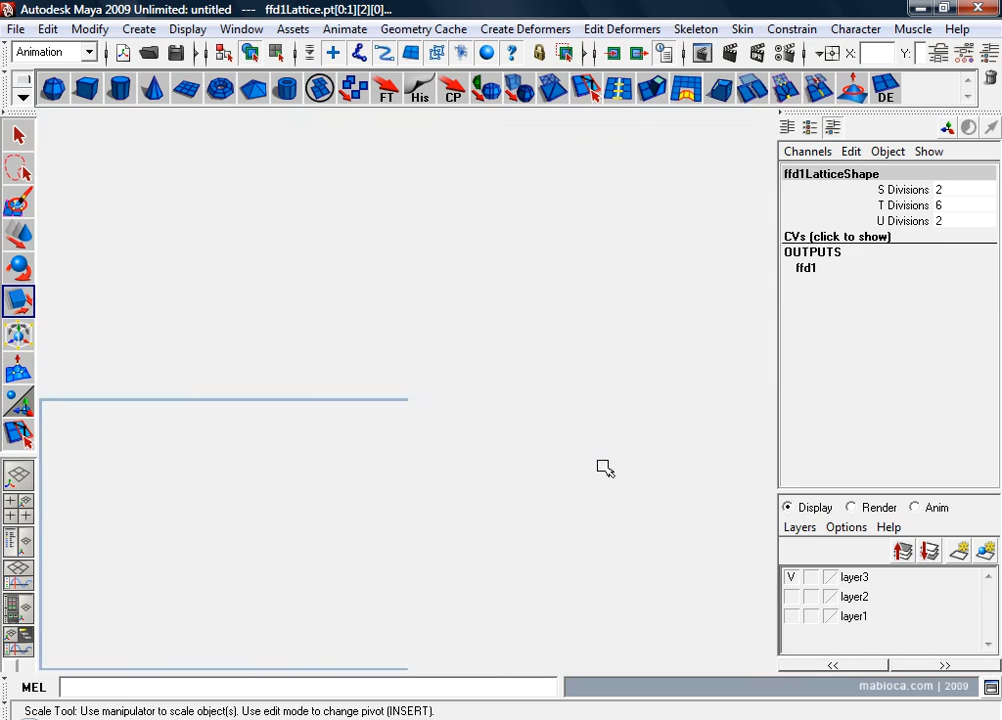 Autodesk Maya 2009 Unlimited: untitled --- ffd1Lattice.pt[0:1][2][0]...
File Edit Modify Create Display Window Assets Animate Geometry Cache Create Deformers Edit Deformers Skeleton Skin Constrain Character Muscle Help
Animation X: Y:
FT His CP DE
Channels Edit Object Show
ffd1LatticeShape
S Divisions 2
T Divisions 6
U Divisions 2
CVs (click to show)
OUTPUTS
ffd1
Display Render Anim
Layers Options Help
V layer3
layer2
layer1
<< >>
MEL mabioca.com | 2009
Scale Tool: Use manipulator to scale object(s). Use edit mode to change pivot (INSERT).